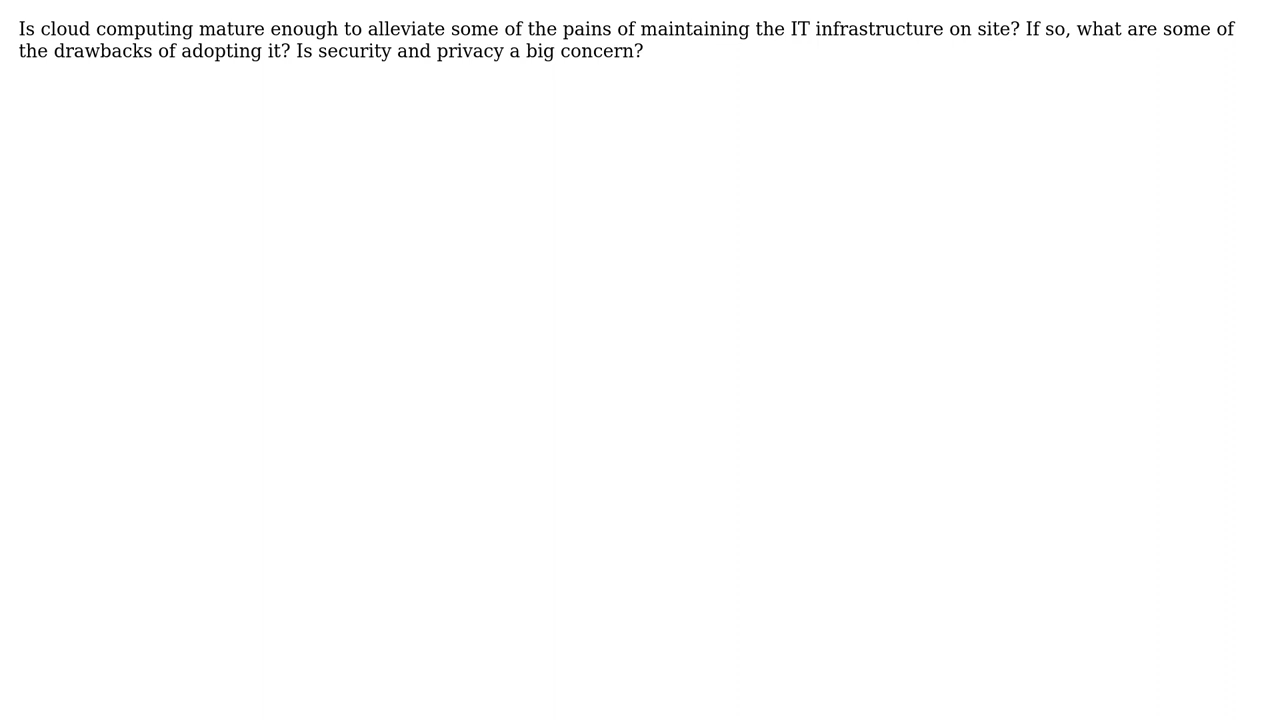 Is cloud computing mature enough to alleviate some of the pains of maintaining the IT infrastructure on site? If so, what are some of
the drawbacks of adopting it? Is security and privacy a big concern?